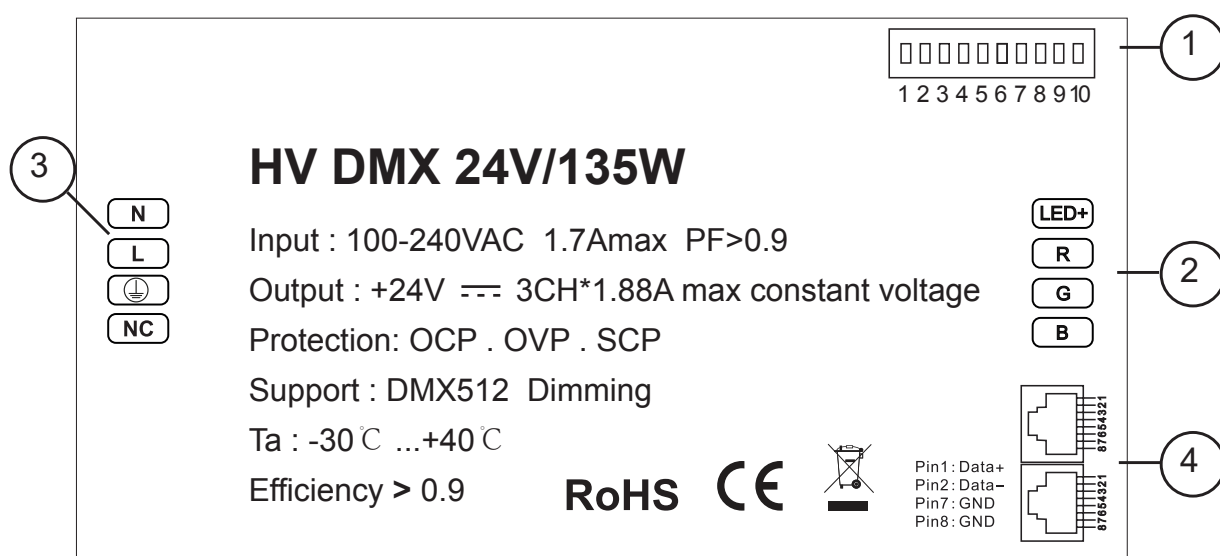 1
1 2 3 4 5 6 7 8 9 10
HV DMX 24V/135W
3
N
L
NC
Input : 100-240VAC 1.7Amax PF>0.9
Output : +24V 3CH*1.88A max constant voltage
Protection: OCP . OVP . SCP
Support : DMX512 Dimming
Ta : -30℃ ...+40℃
Efficiency > 0.9
RoHS CE
LED+
R
G
B
2
Pin1: Data+
Pin2: Data−
Pin7: GND
Pin8: GND
87654321
87654321
4